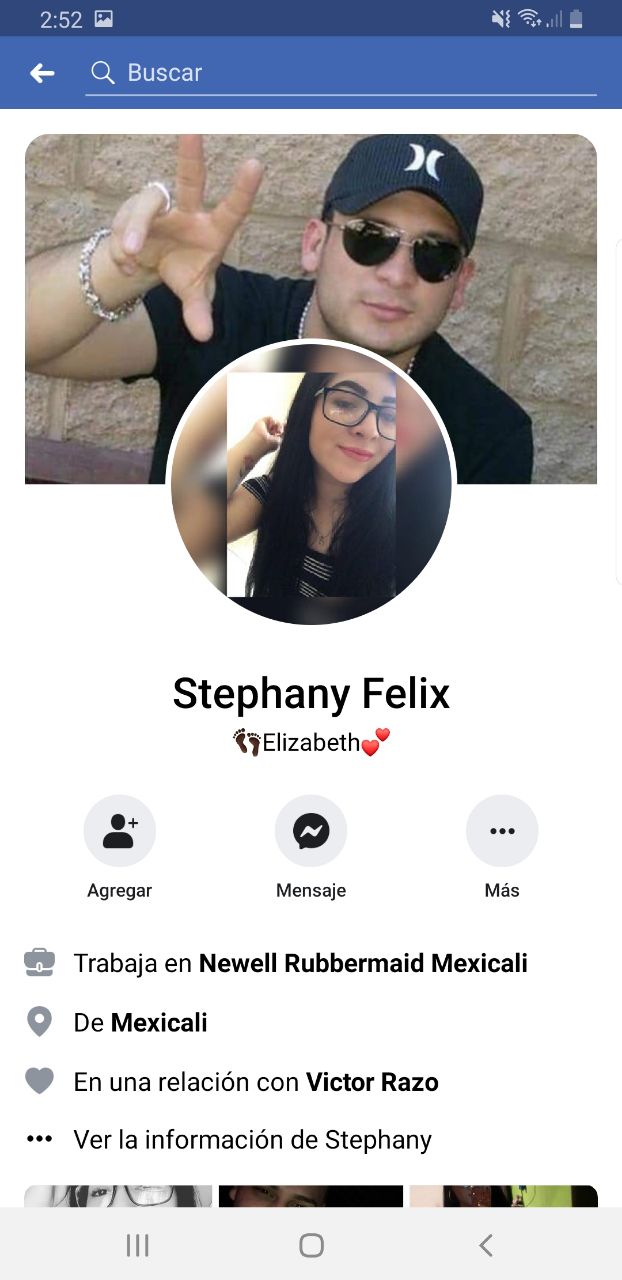 2:52
Buscar
Stephany Felix
👣Elizabeth💕
Agregar
Mensaje
Más
Trabaja en Newell Rubbermaid Mexicali
De Mexicali
En una relación con Victor Razo
Ver la información de Stephany